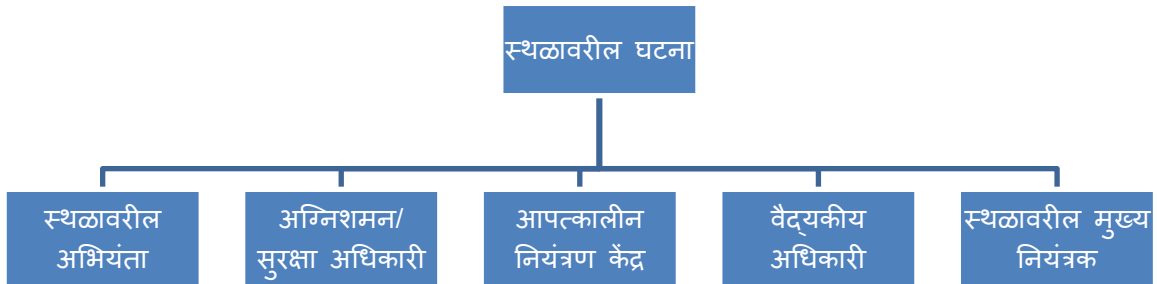 स्थळावरील घटना
स्थळावरील
अभियंता
अग्निशमन/
सुरक्षा अधिकारी
आपत्कालीन
नियंत्रण केंद्र
वैद्‌यकीय
अधिकारी
स्थळावरील मुख्य
नियंत्रक